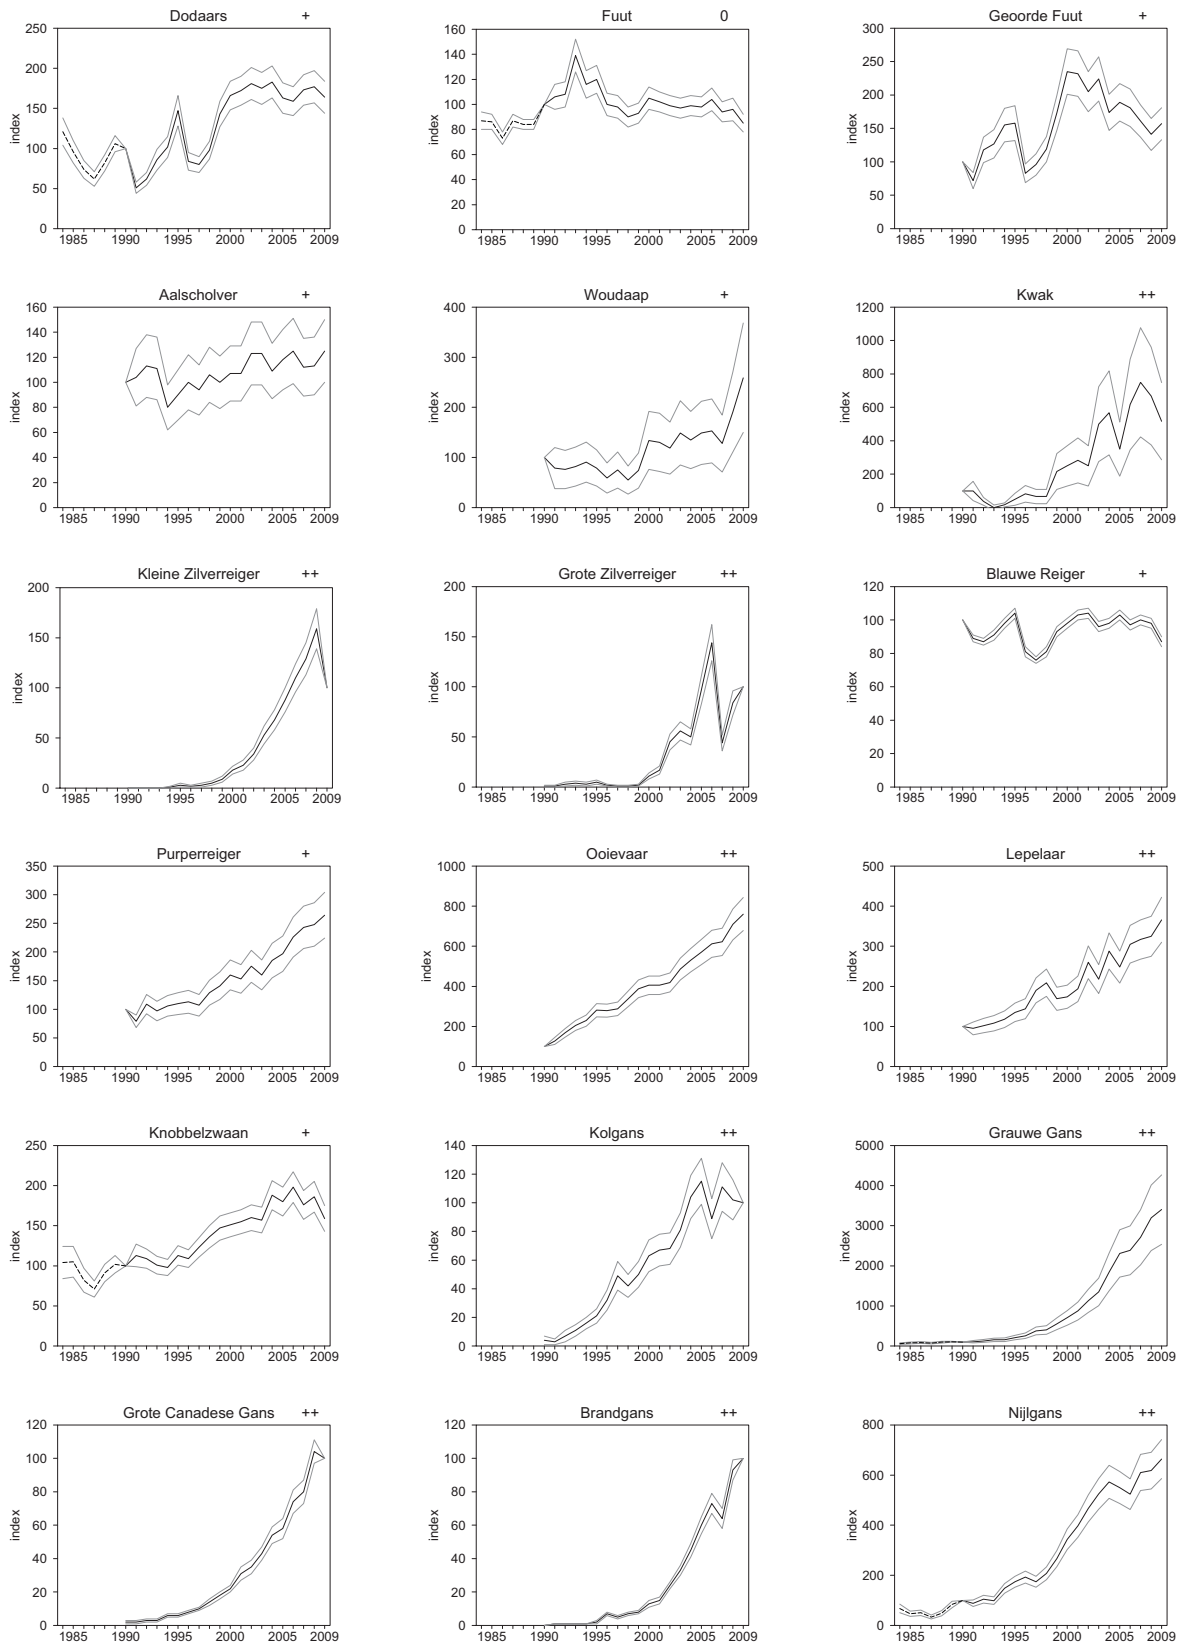 Dodaars +
Fuut 0
Geoorde Fuut +
index
250
200
150
100
50
0
1985 1990 1995 2000 2005 2009
index
160
140
120
100
80
60
40
20
0
1985 1990 1995 2000 2005 2009
index
300
250
200
150
100
50
0
1985 1990 1995 2000 2005 2009
Aalscholver +
Woudaap +
Kwak ++
index
160
140
120
100
80
60
40
20
0
1985 1990 1995 2000 2005 2009
index
400
300
200
100
0
1985 1990 1995 2000 2005 2009
index
1200
1000
800
600
400
200
0
1985 1990 1995 2000 2005 2009
Kleine Zilverreiger ++
Grote Zilverreiger ++
Blauwe Reiger +
index
200
150
100
50
0
1985 1990 1995 2000 2005 2009
index
200
150
100
50
0
1985 1990 1995 2000 2005 2009
index
120
100
80
60
40
20
0
1985 1990 1995 2000 2005 2009
Purperreiger +
Ooievaar ++
Lepelaar ++
index
350
300
250
200
150
100
50
0
1985 1990 1995 2000 2005 2009
index
1000
800
600
400
200
0
1985 1990 1995 2000 2005 2009
index
500
400
300
200
100
0
1985 1990 1995 2000 2005 2009
Knobbelzwaan +
Kolgans ++
Grauwe Gans ++
index
250
200
150
100
50
0
1985 1990 1995 2000 2005 2009
index
140
120
100
80
60
40
20
0
1985 1990 1995 2000 2005 2009
index
5000
4000
3000
2000
1000
0
1985 1990 1995 2000 2005 2009
Grote Canadese Gans ++
Brandgans ++
Nijlgans ++
index
120
100
80
60
40
20
0
1985 1990 1995 2000 2005 2009
index
120
100
80
60
40
20
0
1985 1990 1995 2000 2005 2009
index
800
600
400
200
0
1985 1990 1995 2000 2005 2009